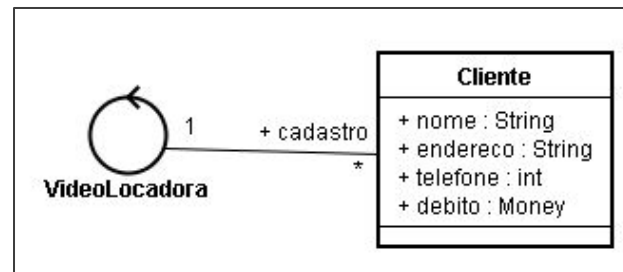 Cliente
1
+ cadastro
*
VideoLocadora
+ nome : String
+ endereco : String
+ telefone : int
+ debito : Money